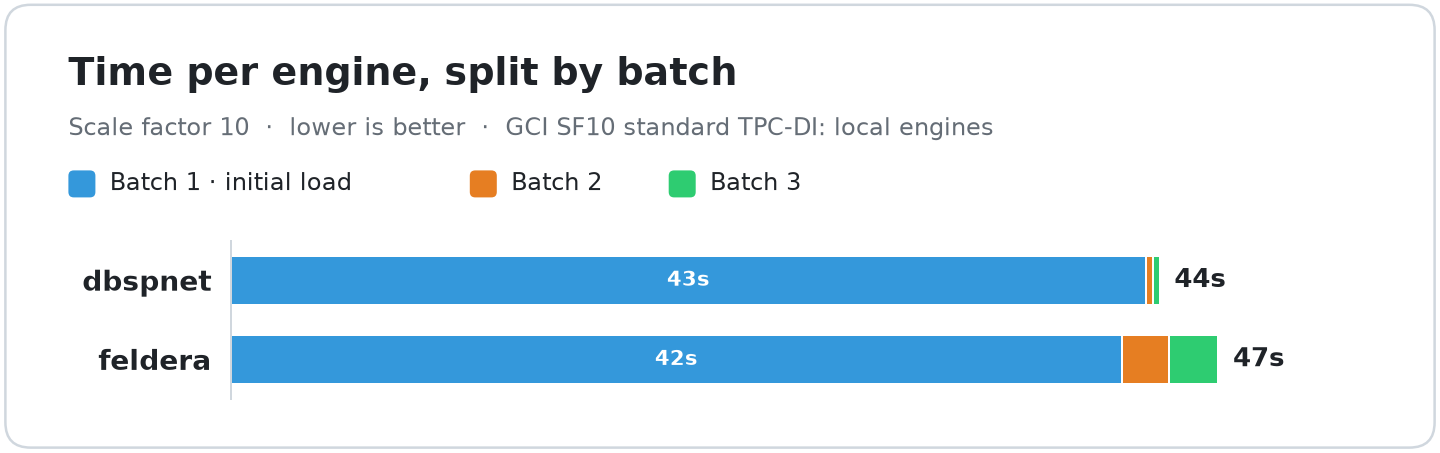 Time per engine, split by batch
Scale factor 10 · lower is better · GCI SF10 standard TPC-DI: local engines
Batch 1 · initial load Batch 2 Batch 3
dbspnet 43s 44s
feldera 42s 47s